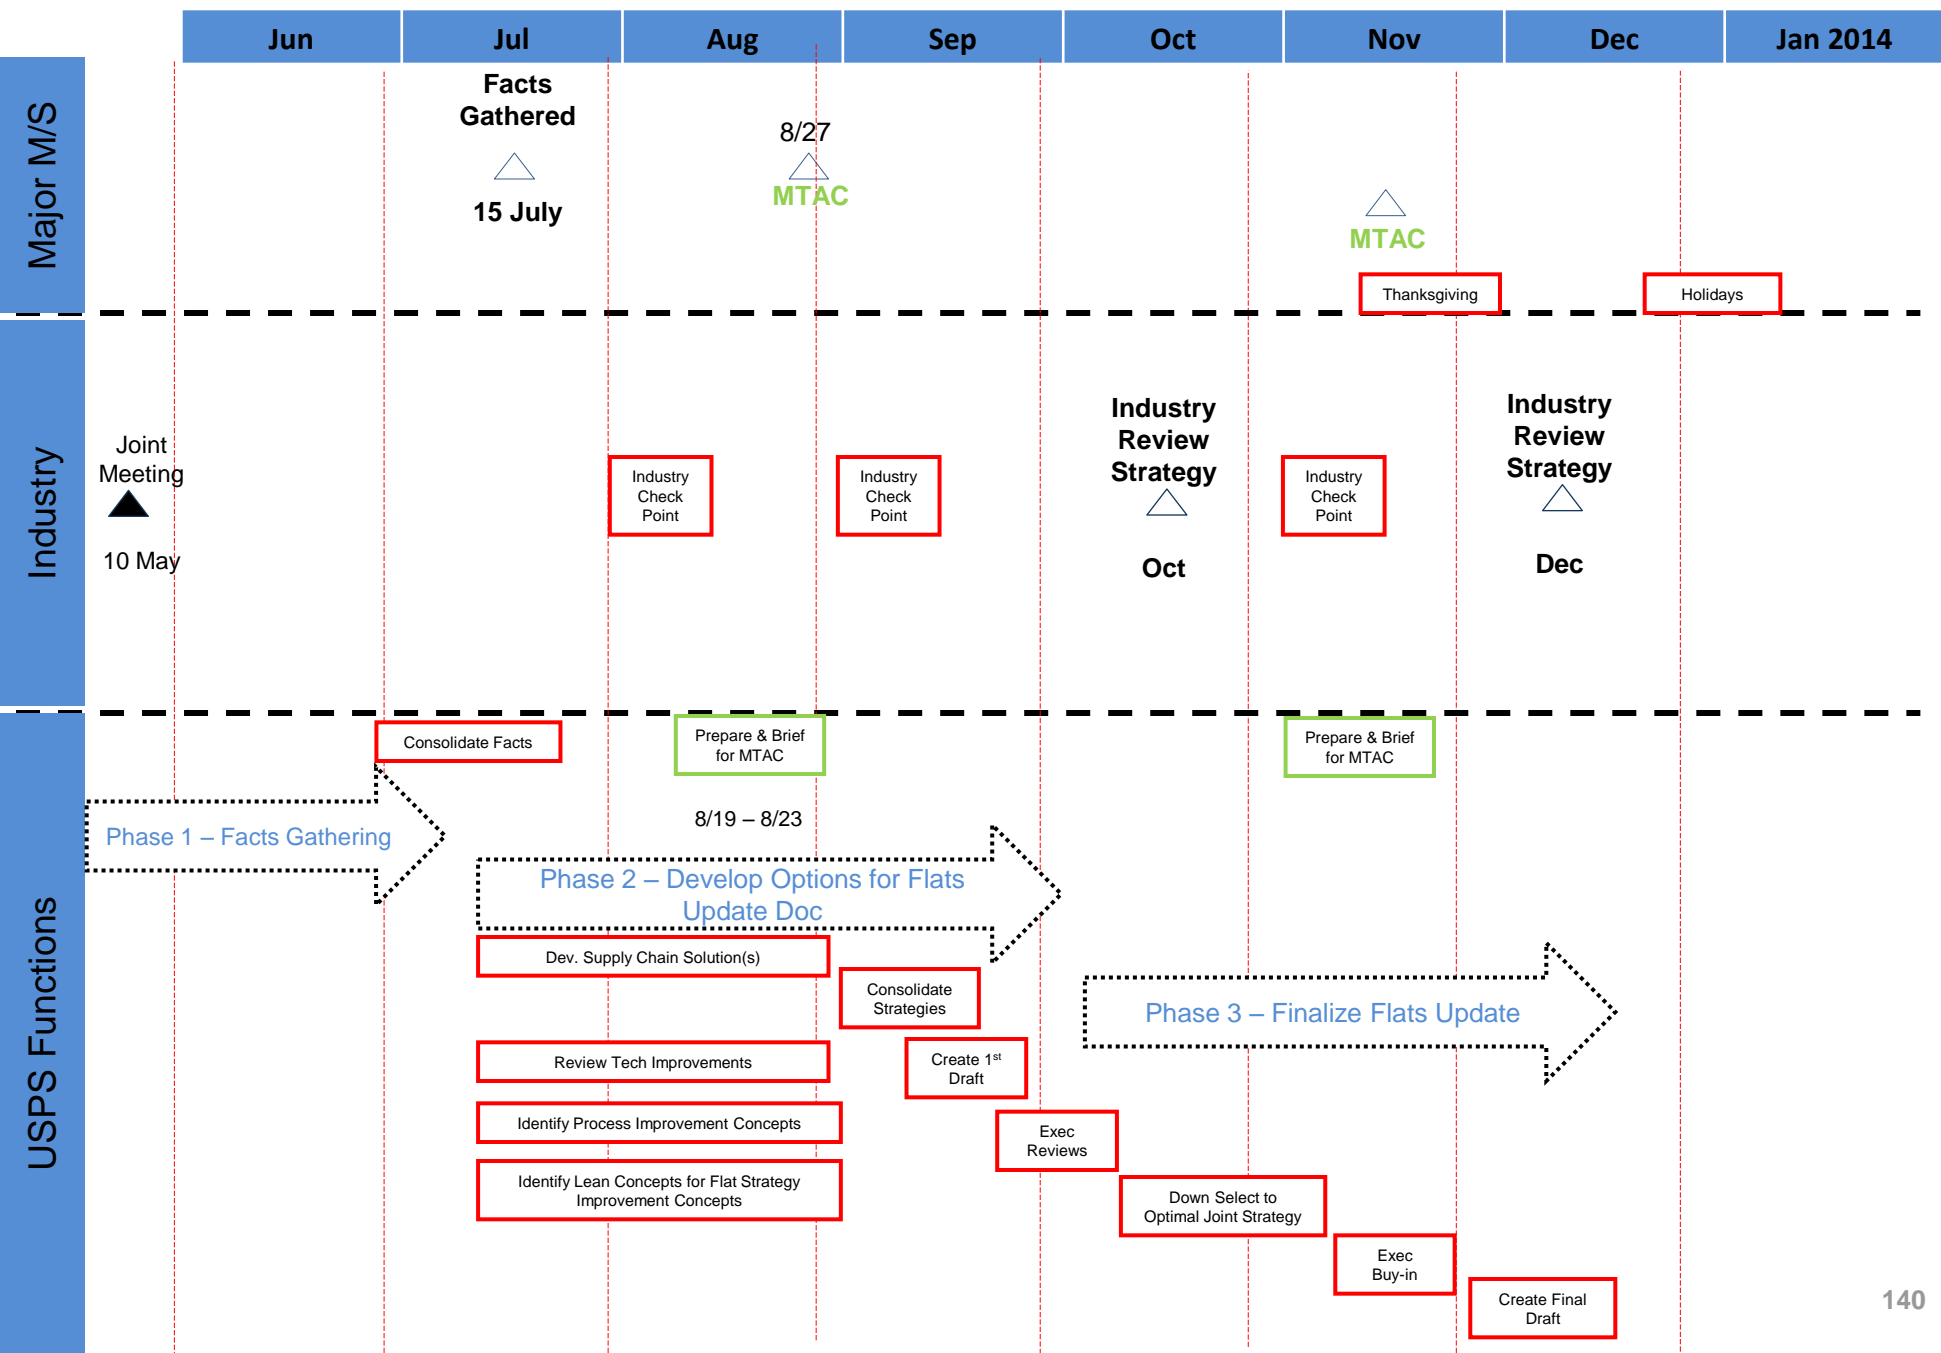 Jun
Jul
Aug
Sep
Oct
Nov
Dec
Jan 2014
Major M/S
Facts
Gathered
15 July
8/27
MTAC
MTAC
Thanksgiving
Holidays
Industry
Joint
Meeting
10 May
Industry
Check
Point
Industry
Check
Point
Industry
Review
Strategy
Oct
Industry
Check
Point
Industry
Review
Strategy
Dec
USPS Functions
Consolidate Facts
Prepare & Brief
for MTAC
8/19 – 8/23
Prepare & Brief
for MTAC
Phase 1 – Facts Gathering
Phase 2 – Develop Options for Flats
Update Doc
Dev. Supply Chain Solution(s)
Consolidate
Strategies
Phase 3 – Finalize Flats Update
Review Tech Improvements
Create 1st
Draft
Identify Process Improvement Concepts
Exec
Reviews
Identify Lean Concepts for Flat Strategy
Improvement Concepts
Down Select to
Optimal Joint Strategy
Exec
Buy-in
Create Final
Draft
140